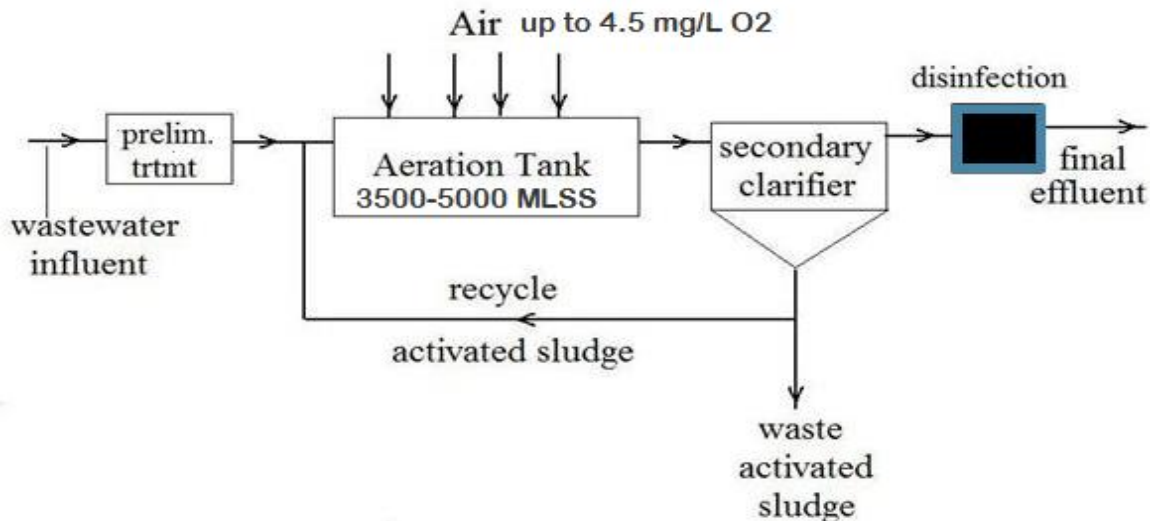 Air up to 4.5 mg/L O2
disinfection
prelim.
trtmt
Aeration Tank
3500-5000 MLSS
secondary
clarifier
final
effluent
wastewater
influent
recycle
activated sludge
waste
activated
sludge